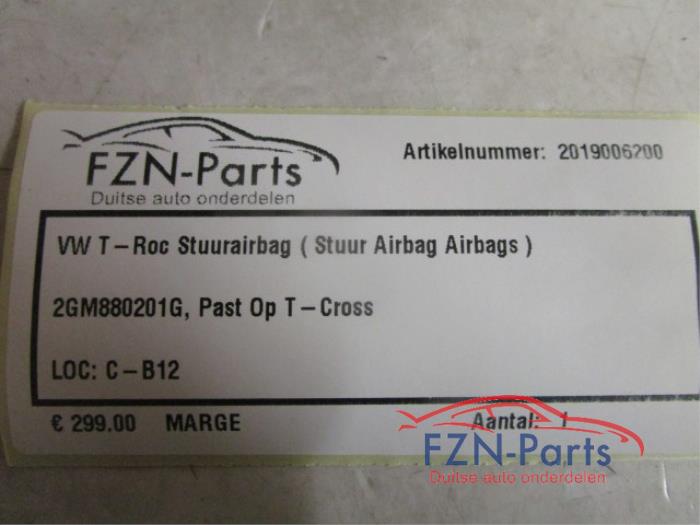 FZN-Parts
Duitse auto onderdelen
Artikelnummer: 2019006200
VW T-Roc Stuurairbag ( Stuur Airbag Airbags )
2GM880201G, Past Op T-Cross
LOC: C-B12
€ 299.00 MARGE Aantal: 1
FZN-Parts
Duitse auto onderdelen